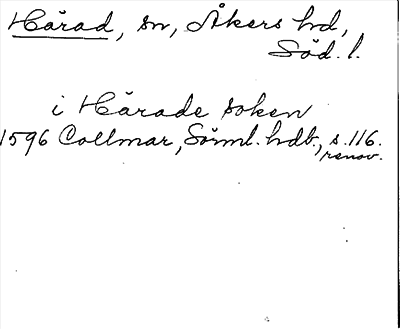 Härad, sn, Åkers hd,
Söd. l.
i Härade soken
1596 Collmar, Sörml. hdb., s. 116.
renov.